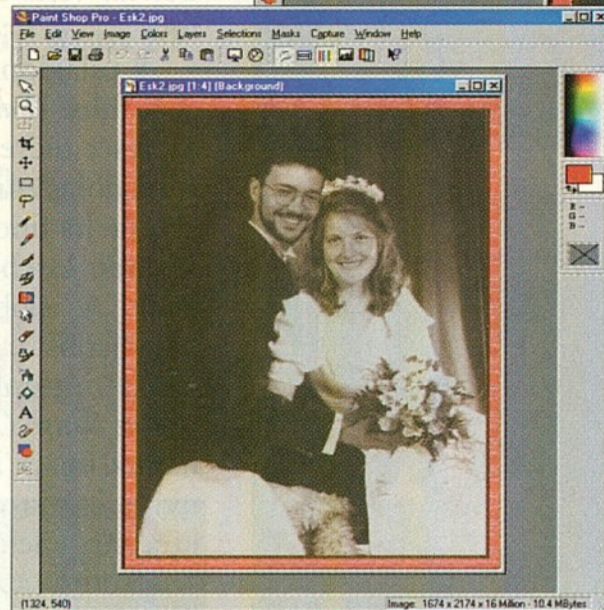 Paint Shop Pro - Esk2.jpg
File Edit View Image Colors Layers Selections Masks Capture Window Help
Esk2.jpg [1:4] (Background)
R -
G -
B -
A
(1324, 540) Image: 1674 x 2174 x 16 Million - 10.4 MBytes